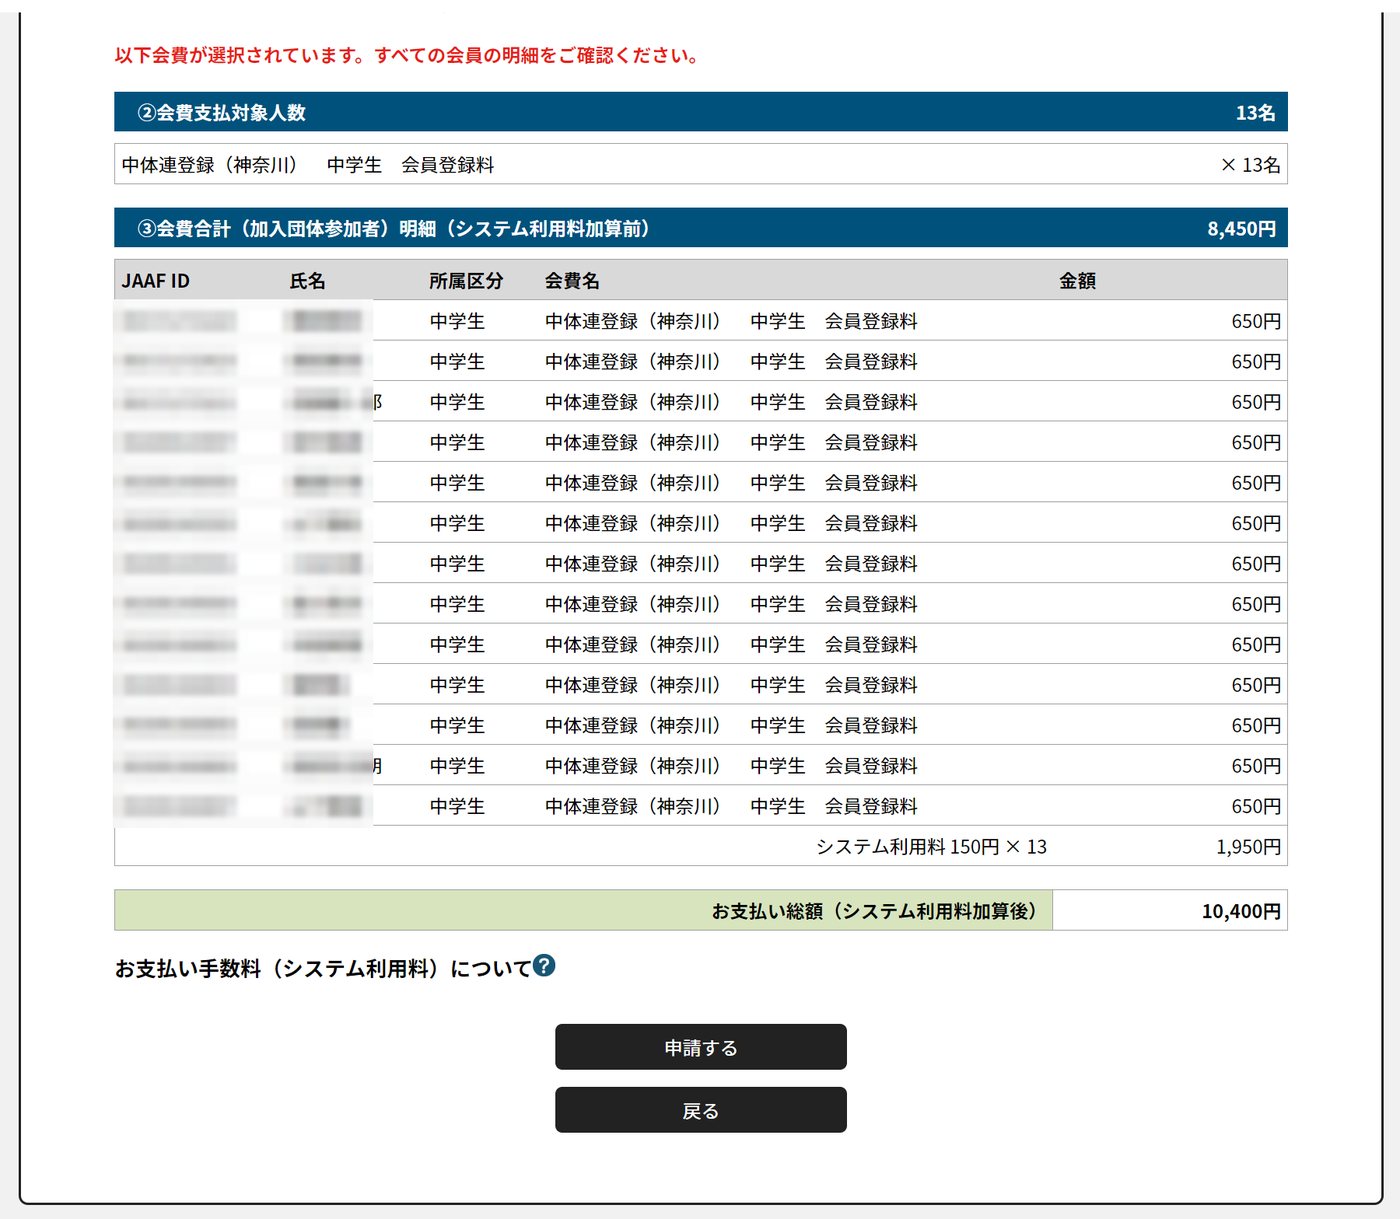 以下会費が選択されています。すべての会員の明細をご確認ください。
②会費支払対象人数 13名
中体連登録（神奈川） 中学生 会員登録料 × 13名
③会費合計（加入団体参加者）明細（システム利用料加算前） 8,450円
JAAF ID 氏名 所属区分 会費名 金額
中学生 中体連登録（神奈川） 中学生 会員登録料 650円
中学生 中体連登録（神奈川） 中学生 会員登録料 650円
中学生 中体連登録（神奈川） 中学生 会員登録料 650円
中学生 中体連登録（神奈川） 中学生 会員登録料 650円
中学生 中体連登録（神奈川） 中学生 会員登録料 650円
中学生 中体連登録（神奈川） 中学生 会員登録料 650円
中学生 中体連登録（神奈川） 中学生 会員登録料 650円
中学生 中体連登録（神奈川） 中学生 会員登録料 650円
中学生 中体連登録（神奈川） 中学生 会員登録料 650円
中学生 中体連登録（神奈川） 中学生 会員登録料 650円
中学生 中体連登録（神奈川） 中学生 会員登録料 650円
中学生 中体連登録（神奈川） 中学生 会員登録料 650円
中学生 中体連登録（神奈川） 中学生 会員登録料 650円
システム利用料 150円 × 13 1,950円
お支払い総額（システム利用料加算後） 10,400円
お支払い手数料（システム利用料）について?
申請する
戻る